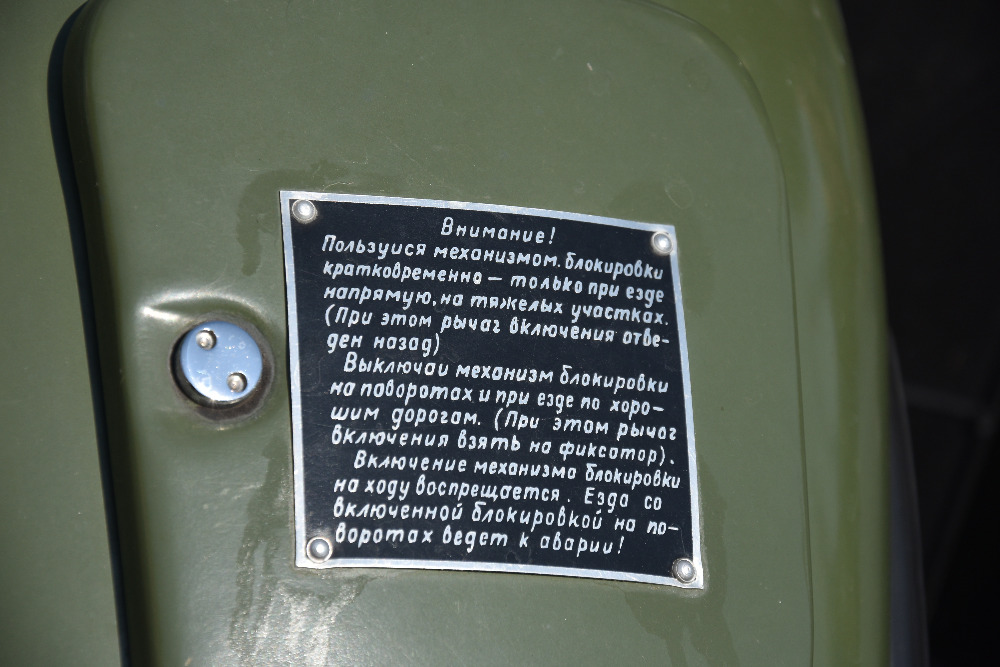 Внимание!
Пользуися механизмом. блокировки
кратковременно — только при езде
напрямую, на тяжелых участках.
(При этом рычаг включения отве-
ден назад)
Выключаи механизм блокировки
на поворотах и при езде по хоро-
шим дорогам. (При этом рычаг
включения взять на фиксатор).
Включение механизма блокировки
на ходу воспрещается. Езда со
включенной блокировкой на по-
воротах ведет к аварии!